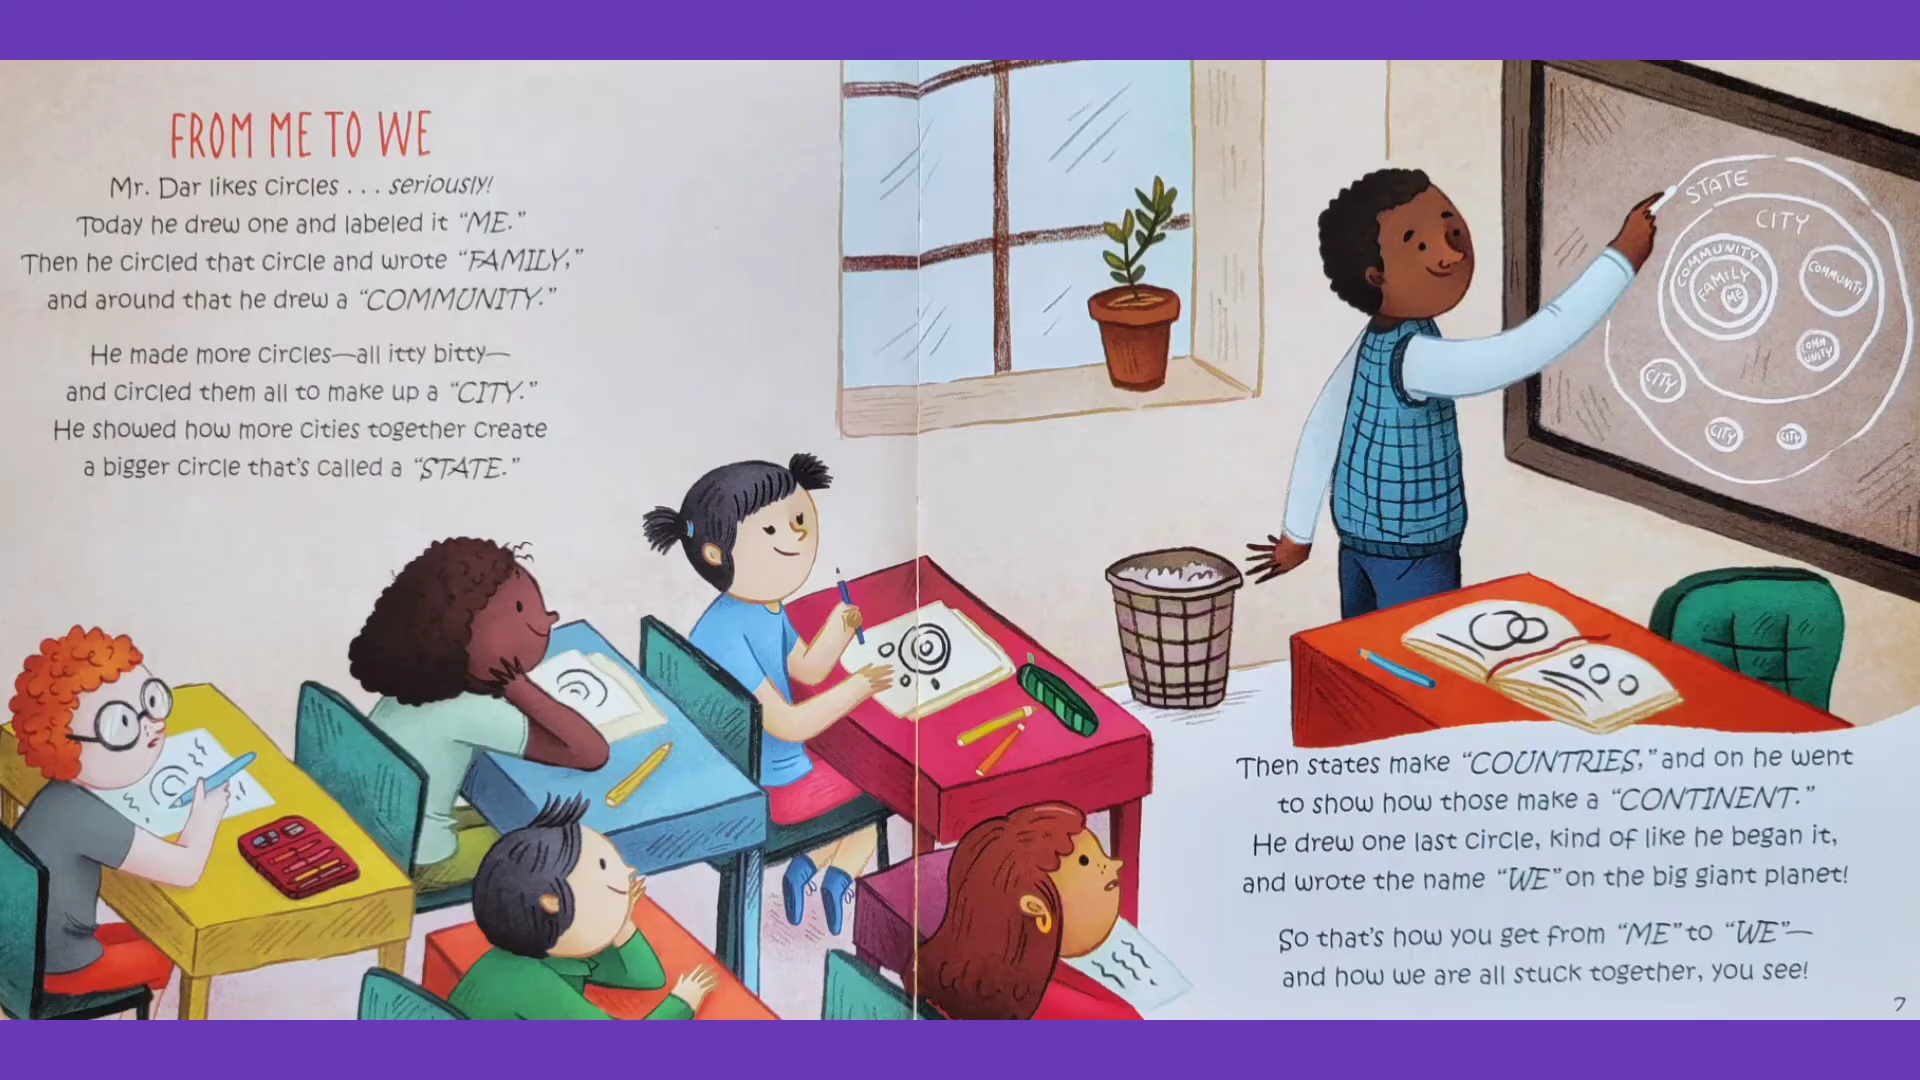 FROM ME TO WE
Mr. Dar likes circles . . . seriously!
Today he drew one and labeled it “ME.”
Then he circled that circle and wrote “FAMILY,”
and around that he drew a “COMMUNITY.”
He made more circles—all itty bitty—
and circled them all to make up a “CITY.”
He showed how more cities together create
a bigger circle that’s called a “STATE.”
STATE
CITY
COMMUNITY
FAMILY
ME
COMMUNITY
COMM
UNITY
CITY
CITY
CITY
Then states make “COUNTRIES,” and on he went
to show how those make a “CONTINENT.”
He drew one last circle, kind of like he began it,
and wrote the name “WE” on the big giant planet!
So that’s how you get from “ME” to “WE”—
and how we are all stuck together, you see!
7